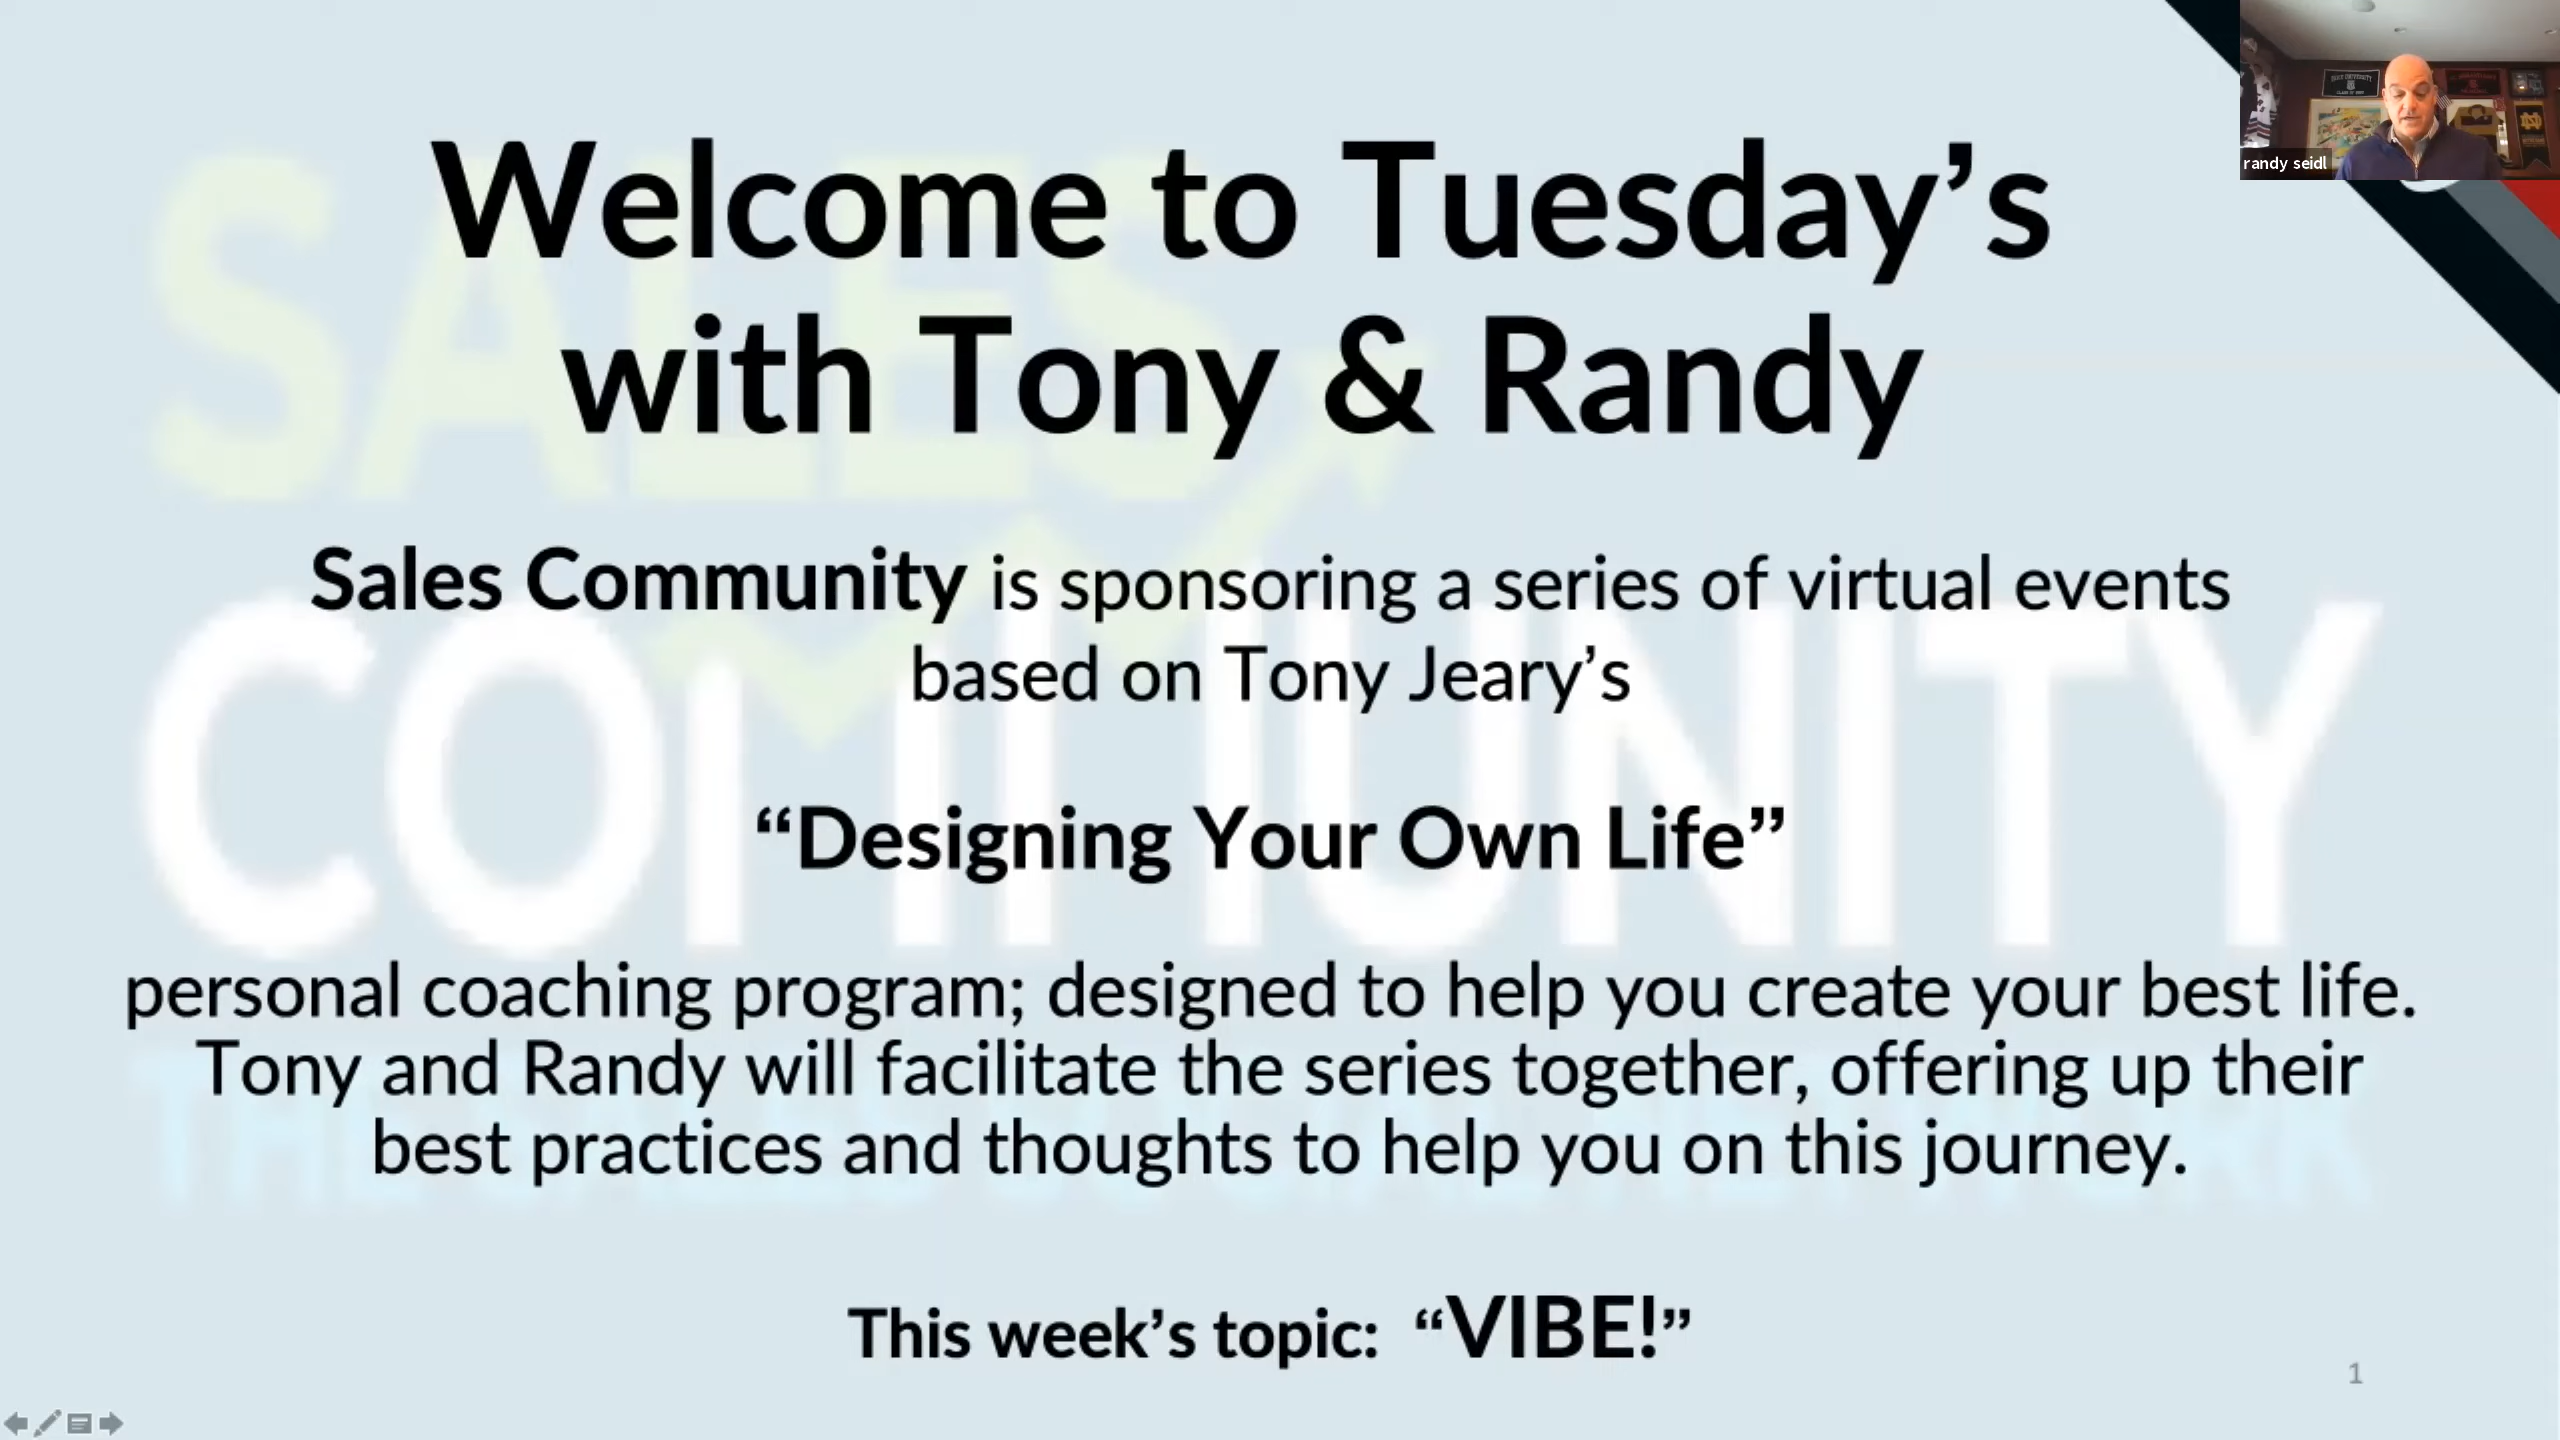 Welcome to Tuesday’s
with Tony & Randy
randy seidl
SALES
COMMUNITY
Sales Community is sponsoring a series of virtual events
based on Tony Jeary’s
“Designing Your Own Life”
personal coaching program; designed to help you create your best life.
Tony and Randy will facilitate the series together, offering up their
best practices and thoughts to help you on this journey.
This week’s topic: “VIBE!”
1